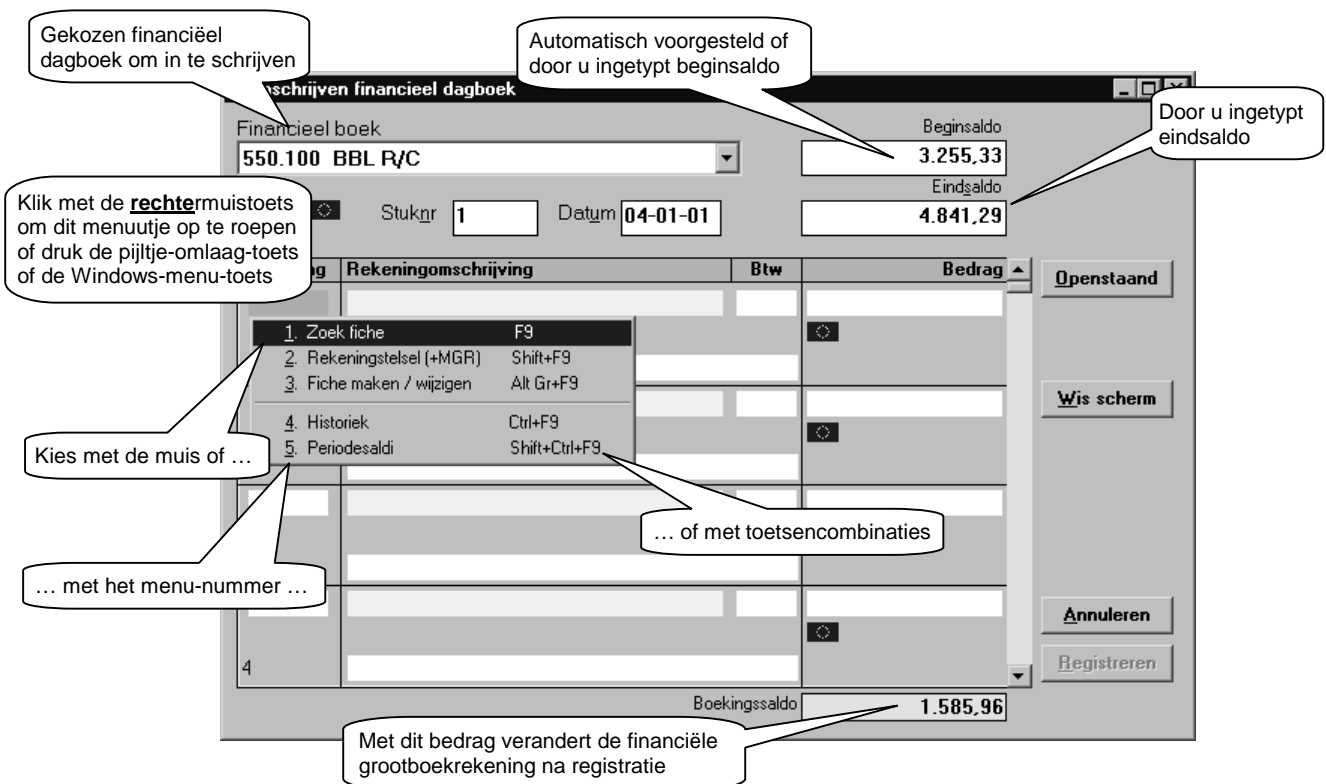 Gekozen financiëel
dagboek om in te schrijven
Automatisch voorgesteld of
door u ingetypt beginsaldo
Door u ingetypt
eindsaldo
schrijven financieel dagboek
Financieel boek
Beginsaldo
550.100 BBL R/C
3.255,33
Eindsaldo
Klik met de rechtermuistoets
om dit menuutje op te roepen
of druk de pijltje-omlaag-toets
of de Windows-menu-toets
Stuknr 1 Datum 04-01-01
4.841,29
Rekeningomschrijving Btw Bedrag
Openstaand
1. Zoek fiche F9
2. Rekeningstelsel (+MGR) Shift+F9
3. Fiche maken / wijzigen Alt Gr+F9
4. Historiek Ctrl+F9
5. Periodesaldi Shift+Ctrl+F9
Wis scherm
Kies met de muis of …
… of met toetsencombinaties
… met het menu-nummer …
Annuleren
4
Registreren
Boekingssaldo 1.585,96
Met dit bedrag verandert de financiële
grootboekrekening na registratie